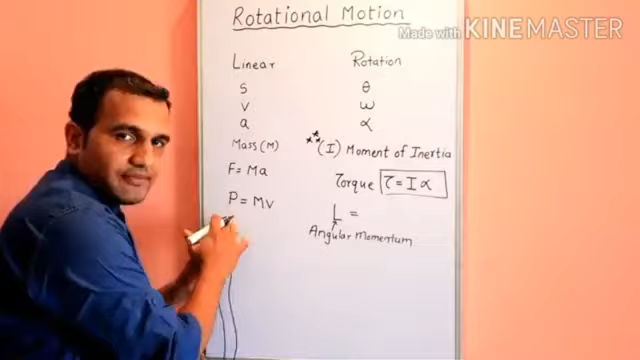 Rotational Motion
Made with KINEMASTER
Linear Rotation
S θ
V ω
a α
Mass (M) (I) Moment of Inertia
F = Ma Torque τ = I α
P = MV L =
Angular Momentum